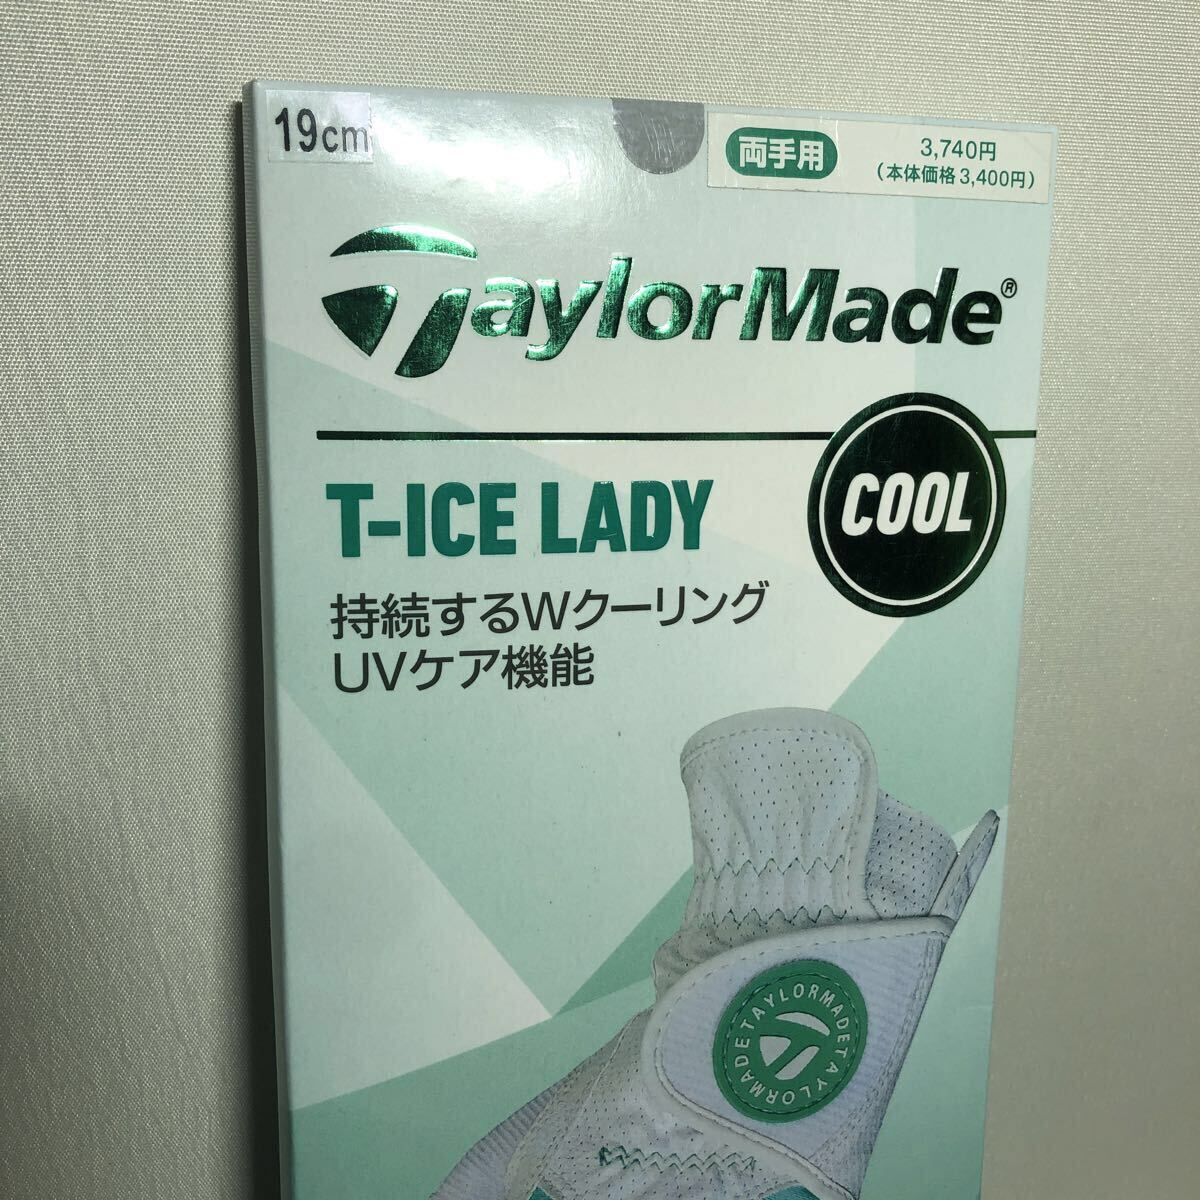 19cm
両手用
3,740円
(本体価格 3,400円)
TaylorMade®
COOL
T-ICE LADY
持続するWクーリング
UVケア機能
TAYLORMADETAYLORMADE